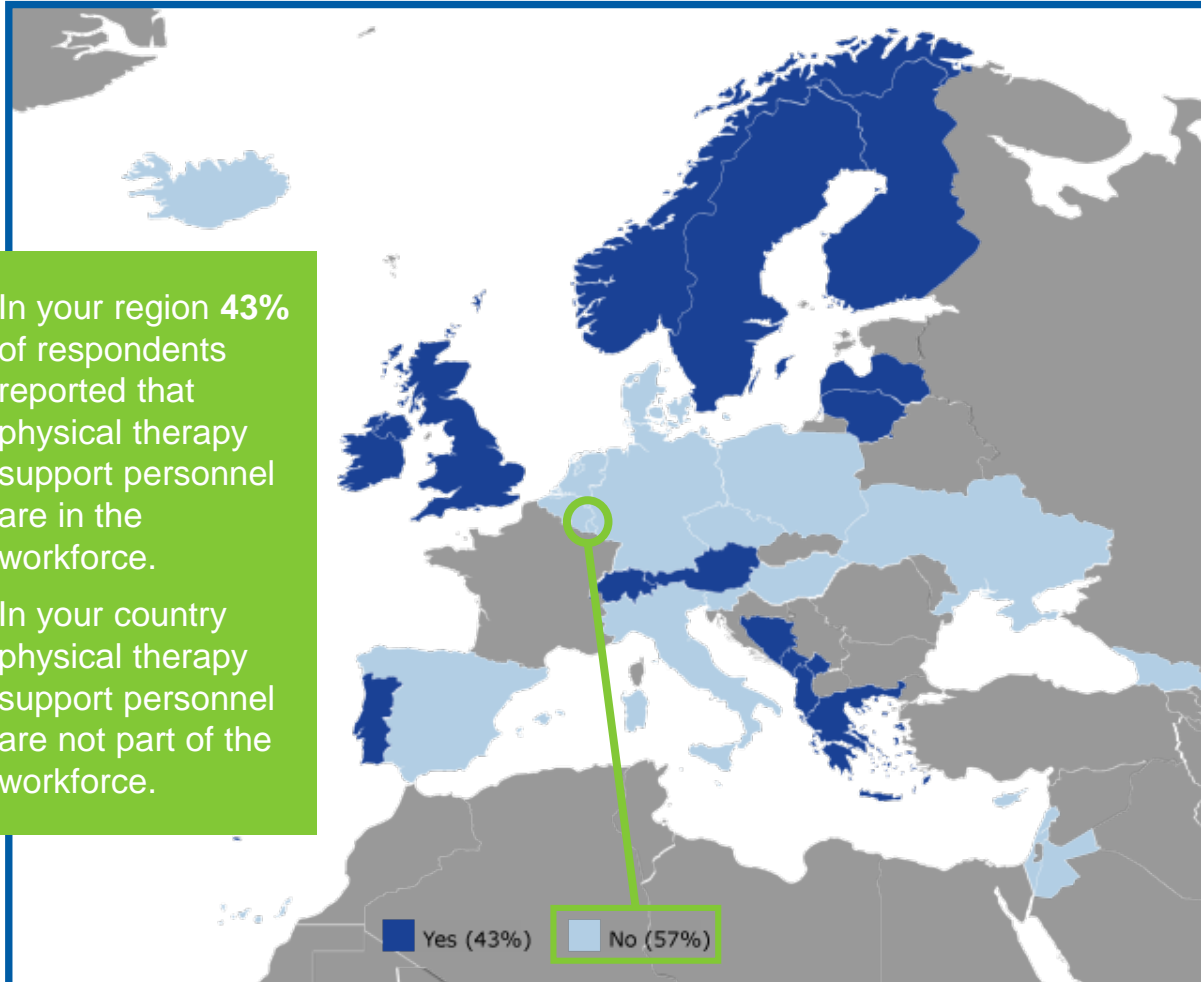 In your region 43%
of respondents
reported that
physical therapy
support personnel
are in the
workforce.
In your country
physical therapy
support personnel
are not part of the
workforce.
Yes (43%)
No (57%)